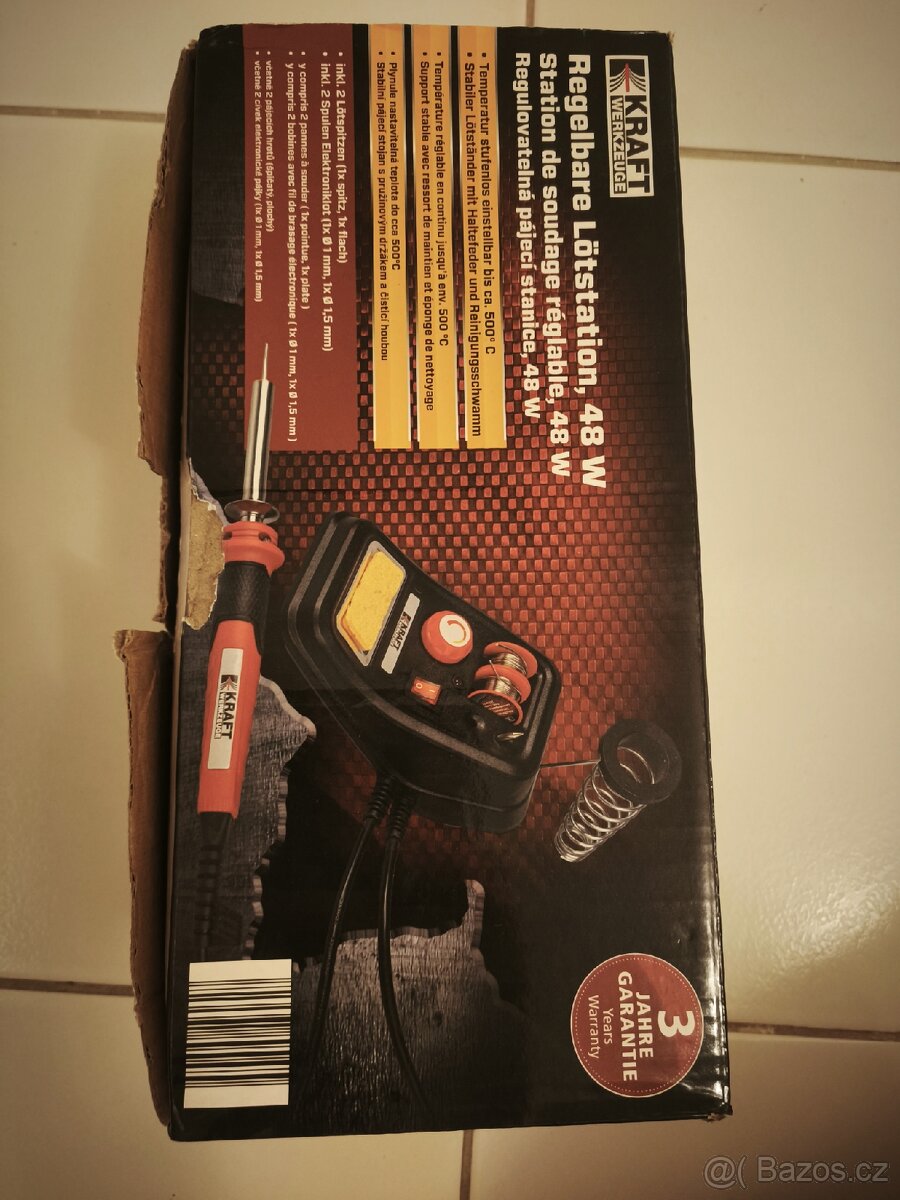 KRAFT
WERKZEUGE
Regelbare Lötstation, 48 W
Station de soudage réglable, 48 W
Regulovatelná pájecí stanice, 48 W
• Temperatur stufenlos einstellbar bis ca. 500° C
• Stabiler Lötständer mit Haltefeder und Reinigungsschwamm
• Température réglable en continu jusqu'à env. 500 °C
• Support stable avec ressort de maintien et éponge de nettoyage
• Plynule nastavitelná teplota do cca 500°C
• Stabilní pájecí stojan s pružinovým držákem a čisticí houbou
• inkl. 2 Lötspitzen (1x spitz, 1x flach)
• inkl. 2 Spulen Elektroniklot (1x Ø 1 mm, 1x Ø 1,5 mm)
• y compris 2 pannes à souder ( 1x pointue, 1x plate )
• y compris 2 bobines avec fil de brasage électronique ( 1x Ø 1 mm, 1x Ø 1,5 mm )
• včetně 2 pájecích hrotů (špičatý, plochý)
• včetně 2 cívek elektronické pájky (1x Ø 1 mm, 1x Ø 1,5 mm)
KRAFT
WERKZEUGE
KRAFT
3
JAHRE
GARANTIE
Years
Warranty
@( Bazos.cz